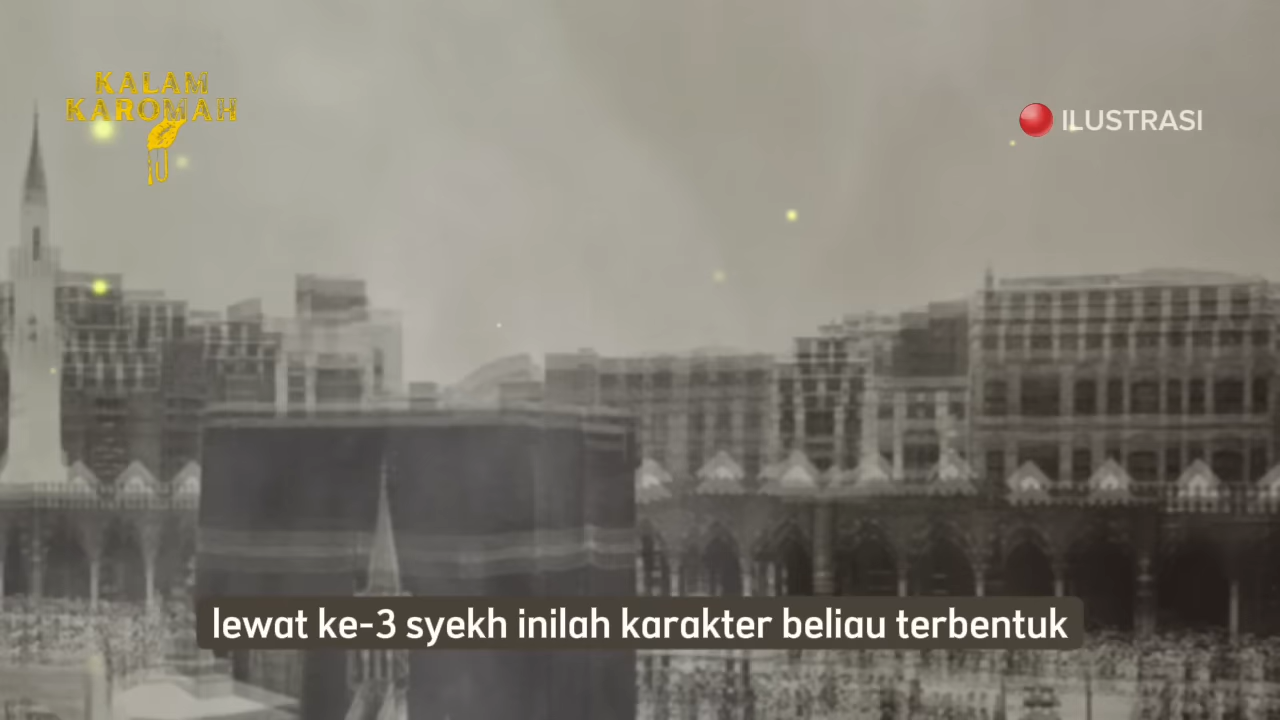 KALAM
KAROMAH
ILUSTRASI
lewat ke-3 syekh inilah karakter beliau terbentuk